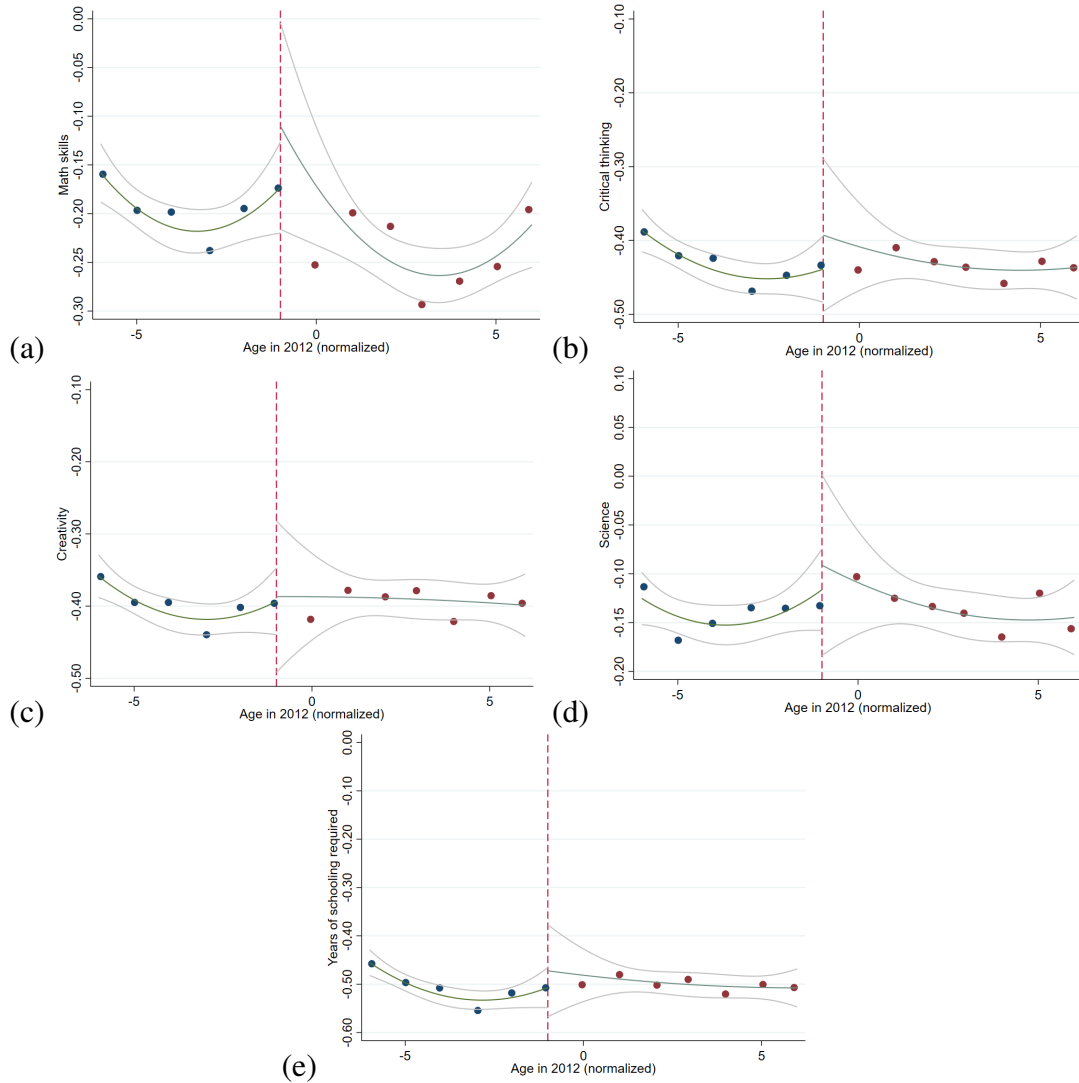 0.00
-0.05
-0.10
-0.15
-0.20
-0.25
-0.30
Math skills
-5 0 5
Age in 2012 (normalized)
(a)
-0.10
-0.20
-0.30
-0.40
-0.50
Critical thinking
-5 0 5
Age in 2012 (normalized)
(b)
-0.10
-0.20
-0.30
-0.40
-0.50
Creativity
-5 0 5
Age in 2012 (normalized)
(c)
0.10
0.05
0.00
-0.05
-0.10
-0.15
-0.20
Science
-5 0 5
Age in 2012 (normalized)
(d)
0.00
-0.10
-0.20
-0.30
-0.40
-0.50
-0.60
Years of schooling required
-5 0 5
Age in 2012 (normalized)
(e)